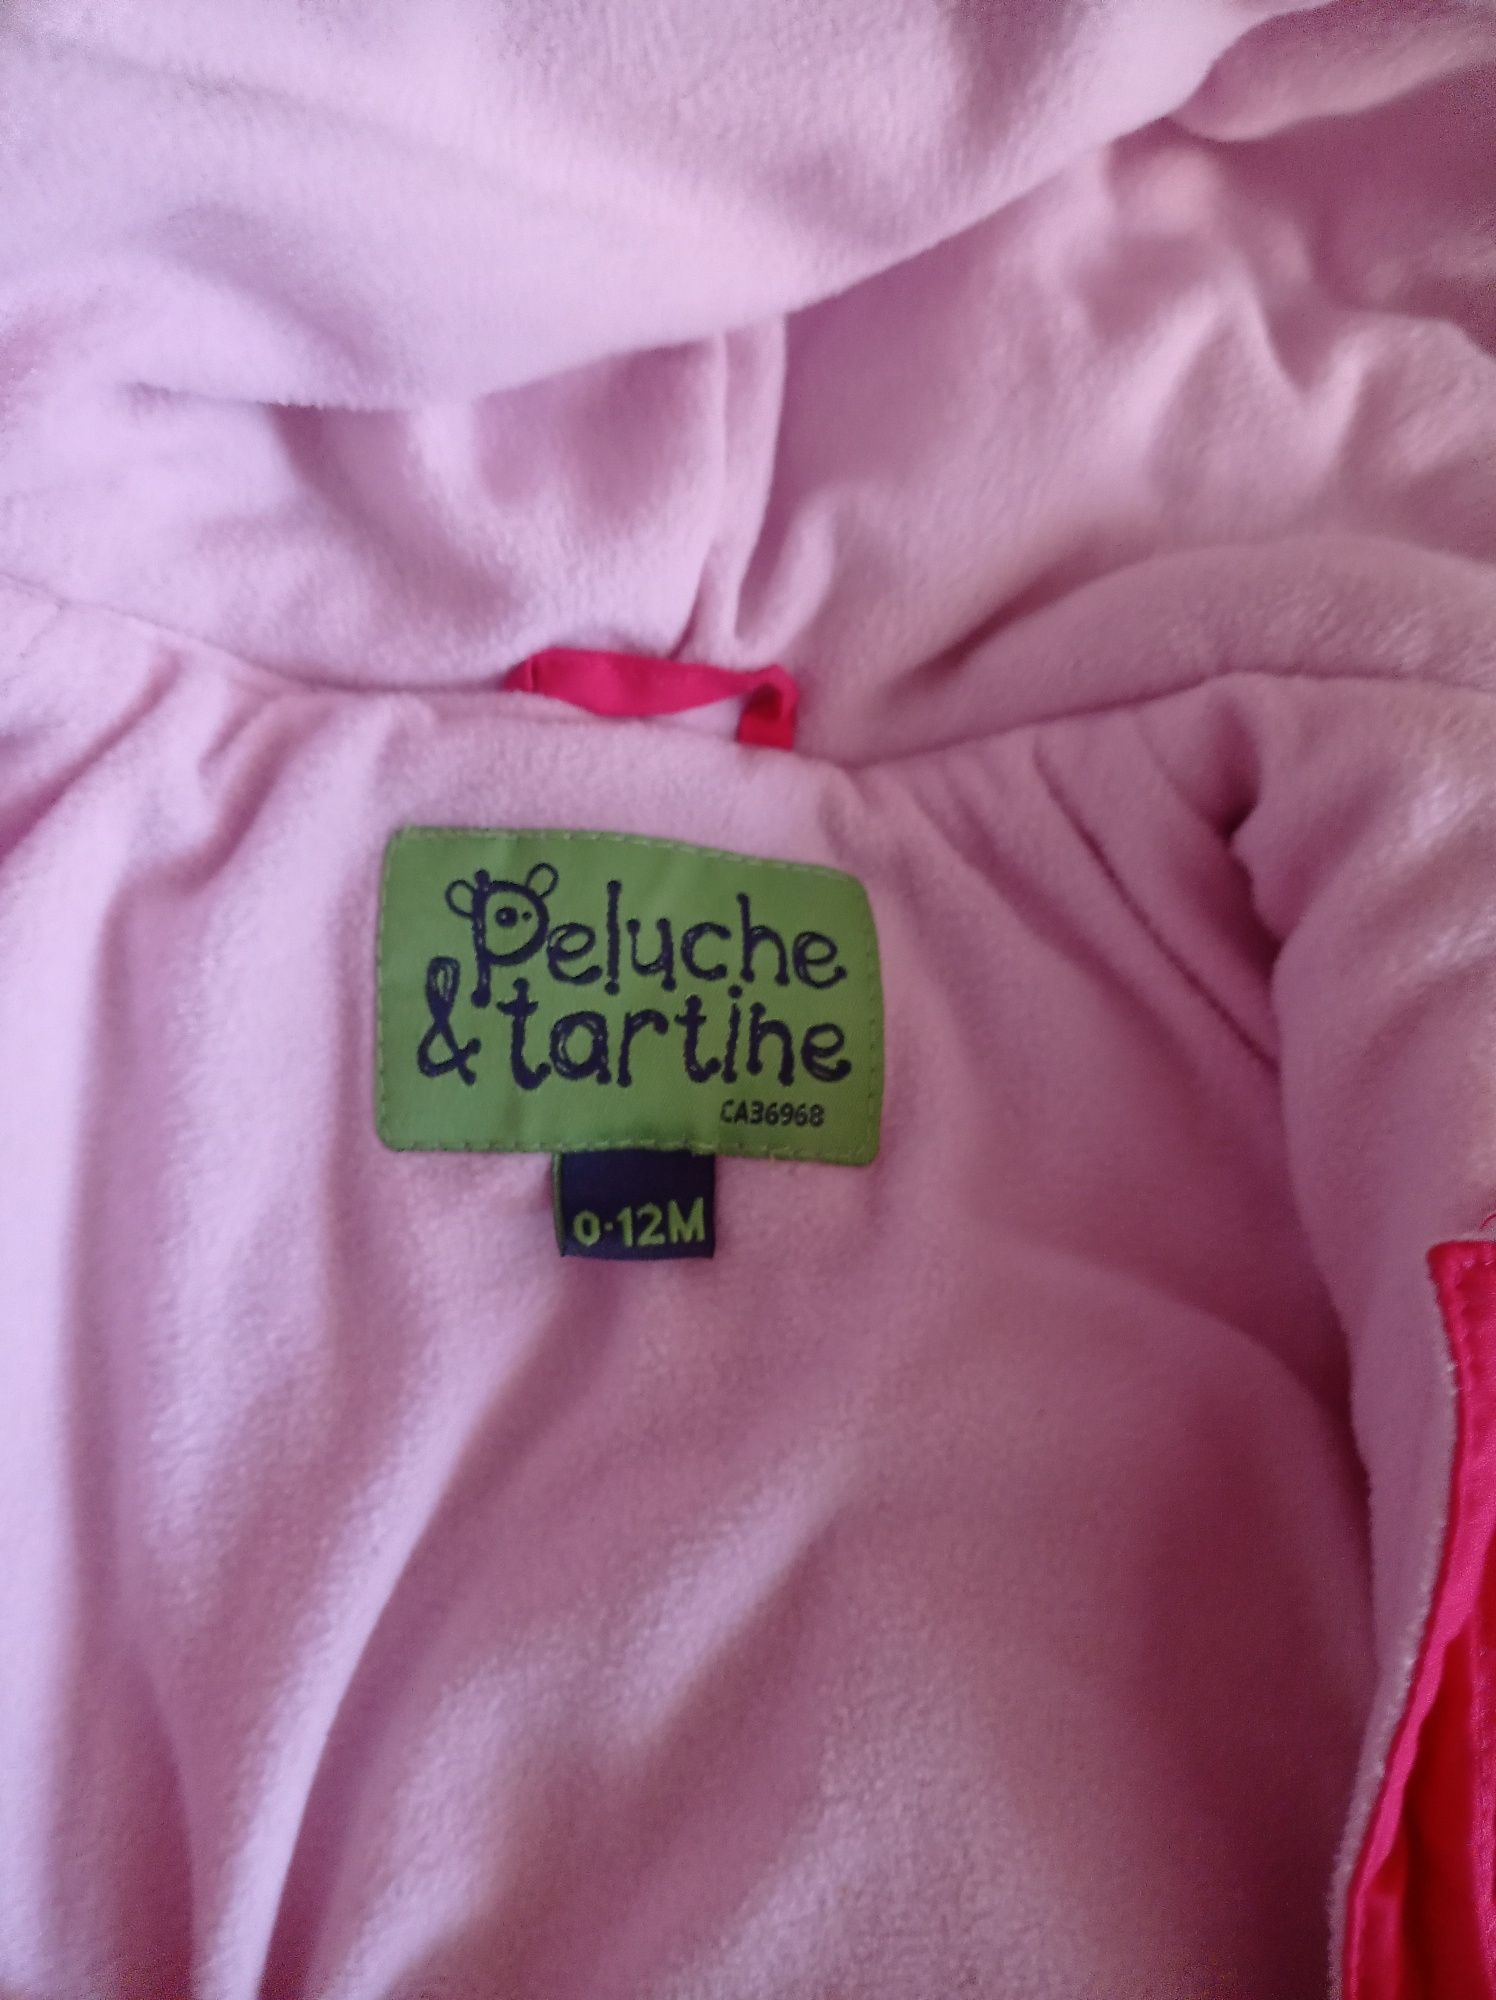 Peluche
& tartine
CA36968
0-12M